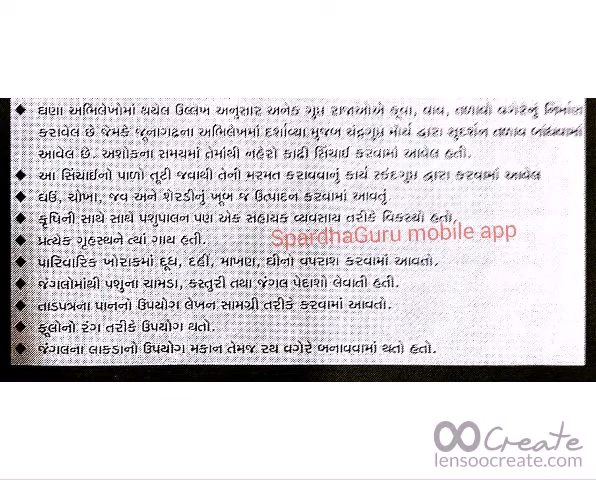 ◆ ઘણા અભિલેખોમાં થયેલ ઉલ્લેખ અનુસાર અનેક ગુપ્ત રાજાઓએ કૂવા, વાવ, તળાવો વગેરેનું નિર્માણ
કરાવેલ છે જેમકે જૂનાગઢના અભિલેખમાં દર્શાવ્યા મુજબ ચંદ્રગુપ્ત મૌર્ય દ્વારા સુદર્શન તળાવ બાંધવામાં
આવેલ છે. અશોકના સમયમાં તેમાંથી નહેરો કાઢી સિંચાઈ કરવામાં આવેલ હતી.
◆ આ સિંચાઈનો પાળો તૂટી જવાથી તેની મરમત કરાવવાનું કાર્ય સ્કંદગુપ્ત દ્વારા કરવામાં આવેલ
◆ ઘઉં, ચોખા, જવ અને શેરડીનું ખૂબ જ ઉત્પાદન કરવામાં આવતું.
◆ કૃષિની સાથે સાથે પશુપાલન પણ એક સહાયક વ્યવસાય તરીકે વિકસ્યો હતો.
SpardhaGuru mobile app
◆ પ્રત્યેક ગૃહસ્થને ત્યાં ગાય હતી.
◆ પારિવારિક ખોરાકમાં દૂધ, દહીં, માખણ, ઘીનો વપરાશ કરવામાં આવતો.
◆ જંગલોમાંથી પશુના ચામડા, કસ્તૂરી તથા જંગલ પેદાશો લેવાતી હતી.
◆ તાડપત્રના પાનનો ઉપયોગ લેખન સામગ્રી તરીકે કરવામાં આવતો.
◆ ફૂલોનો રંગ તરીકે ઉપયોગ થતો.
◆ જંગલના લાકડાનો ઉપયોગ મકાન તેમજ રથ વગેરે બનાવવામાં થતો હતો.
Create
lensoocreate.com